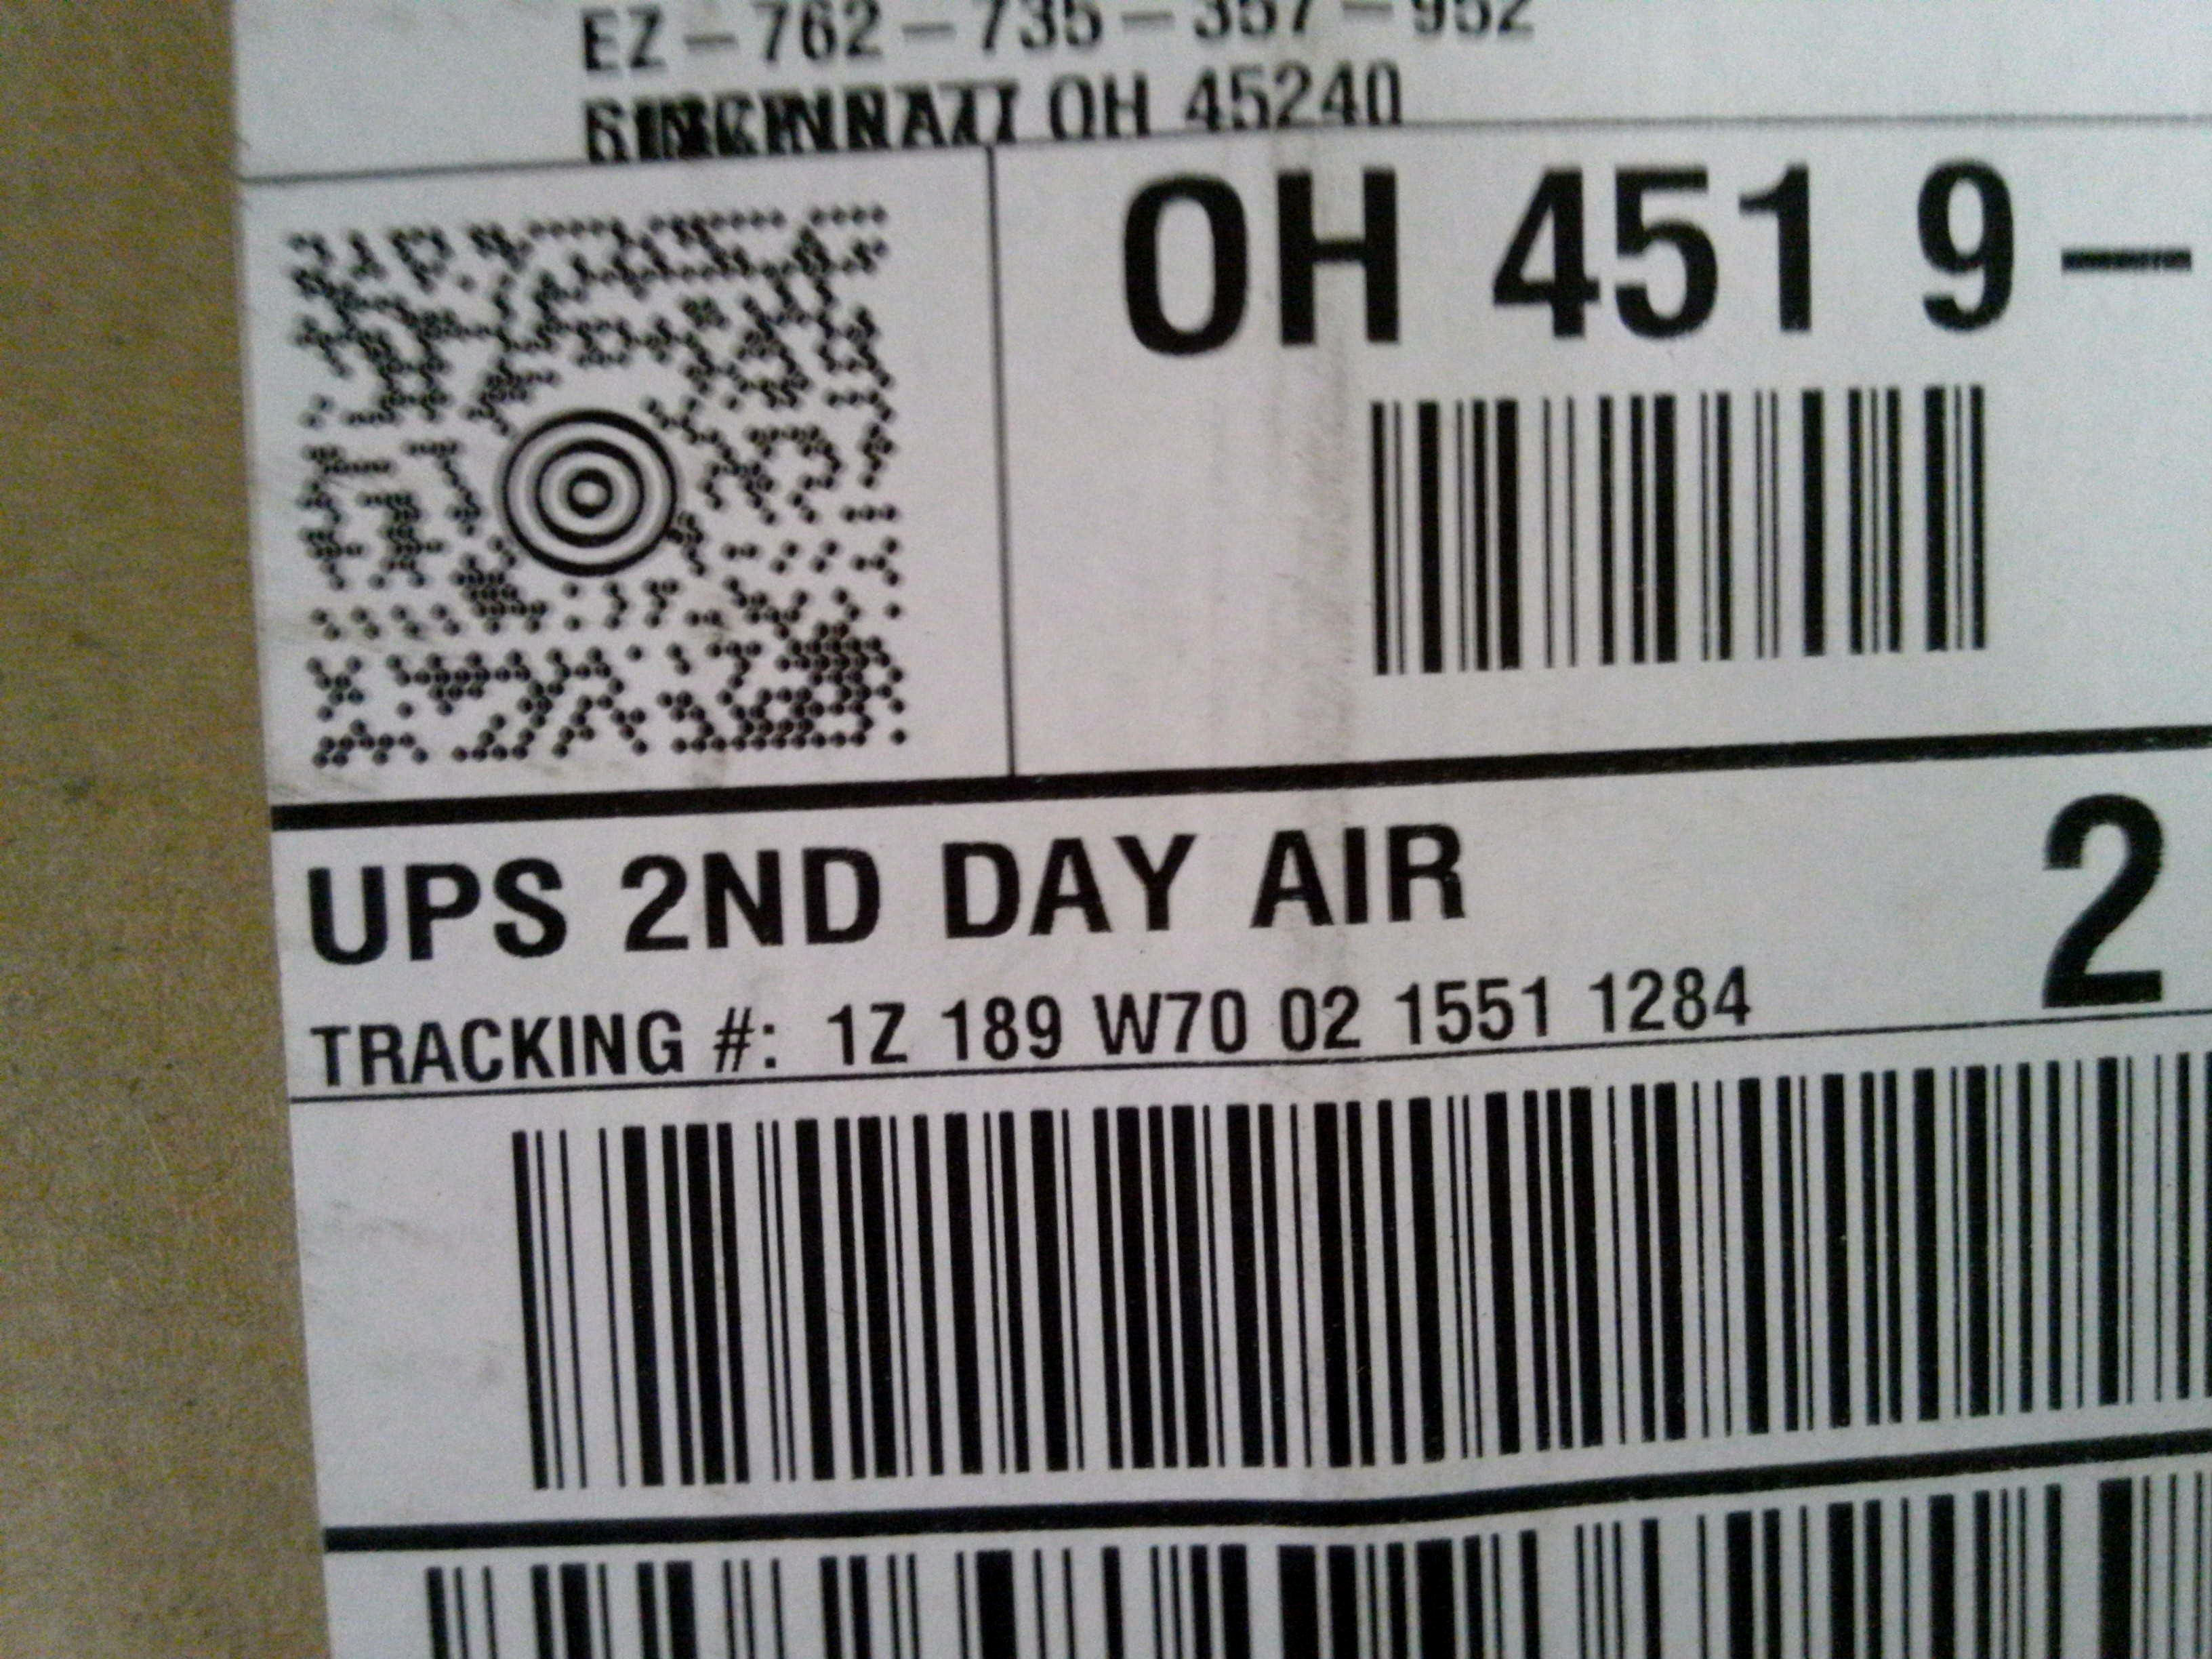 EZ - 762 - 735 - 357 - 952
CINCINNATI OH 45240
OH 451 9 -
UPS 2ND DAY AIR
2
TRACKING #: 1Z 189 W70 02 1551 1284